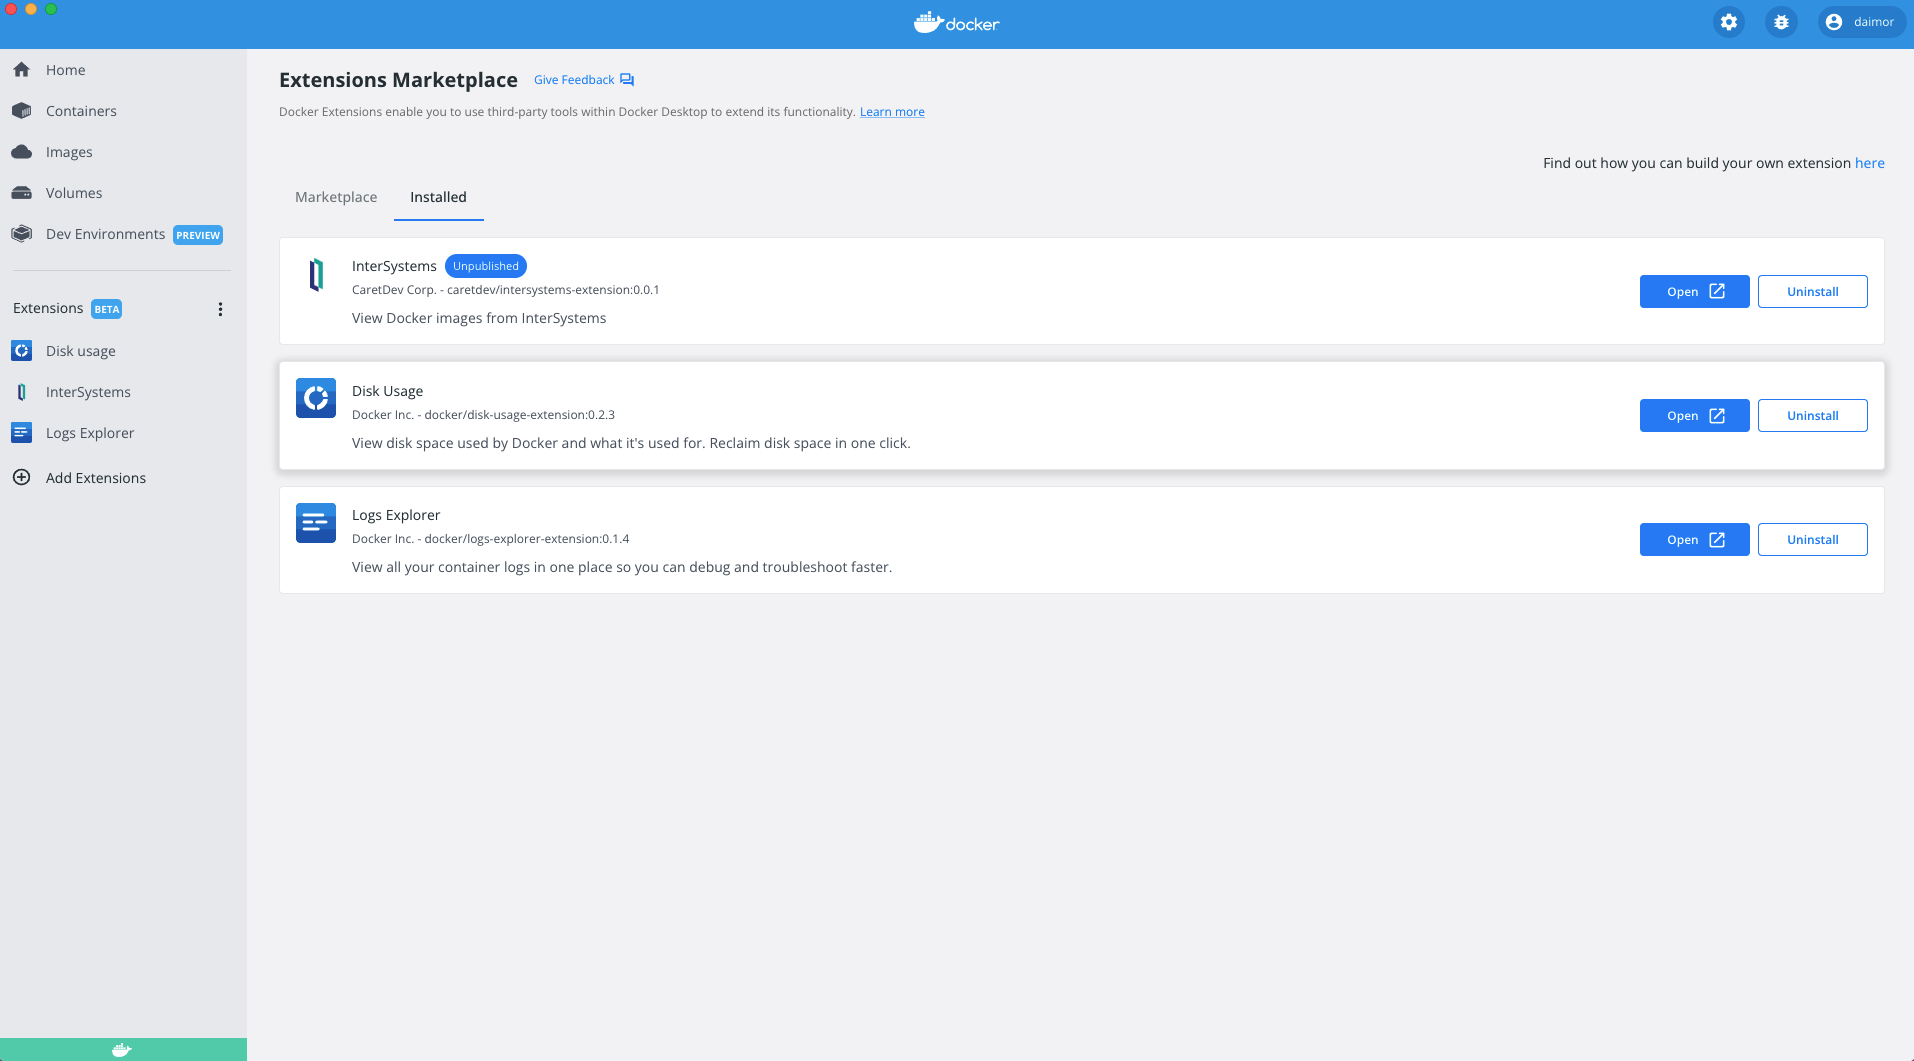 docker
daimor
Home
Containers
Images
Volumes
Dev Environments PREVIEW
Extensions BETA
Disk usage
InterSystems
Logs Explorer
Add Extensions
Extensions Marketplace Give Feedback
Docker Extensions enable you to use third-party tools within Docker Desktop to extend its functionality. Learn more
Find out how you can build your own extension here
Marketplace Installed
InterSystems Unpublished
CaretDev Corp. - caretdev/intersystems-extension:0.0.1
View Docker images from InterSystems
Open Uninstall
Disk Usage
Docker Inc. - docker/disk-usage-extension:0.2.3
View disk space used by Docker and what it's used for. Reclaim disk space in one click.
Open Uninstall
Logs Explorer
Docker Inc. - docker/logs-explorer-extension:0.1.4
View all your container logs in one place so you can debug and troubleshoot faster.
Open Uninstall